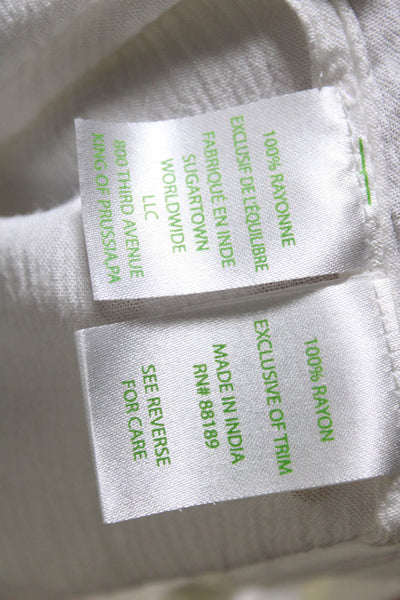 100% RAYONNE
EXCLUSIF DE L'ÉQUILIBRE
FABRIQUÉ EN INDE
SUGARTOWN
WORLDWIDE
LLC
800 THIRD AVENUE
KING OF PRUSSIA.PA
100% RAYON
EXCLUSIVE OF TRIM
MADE IN INDIA
RN# 88189
SEE REVERSE
FOR CARE